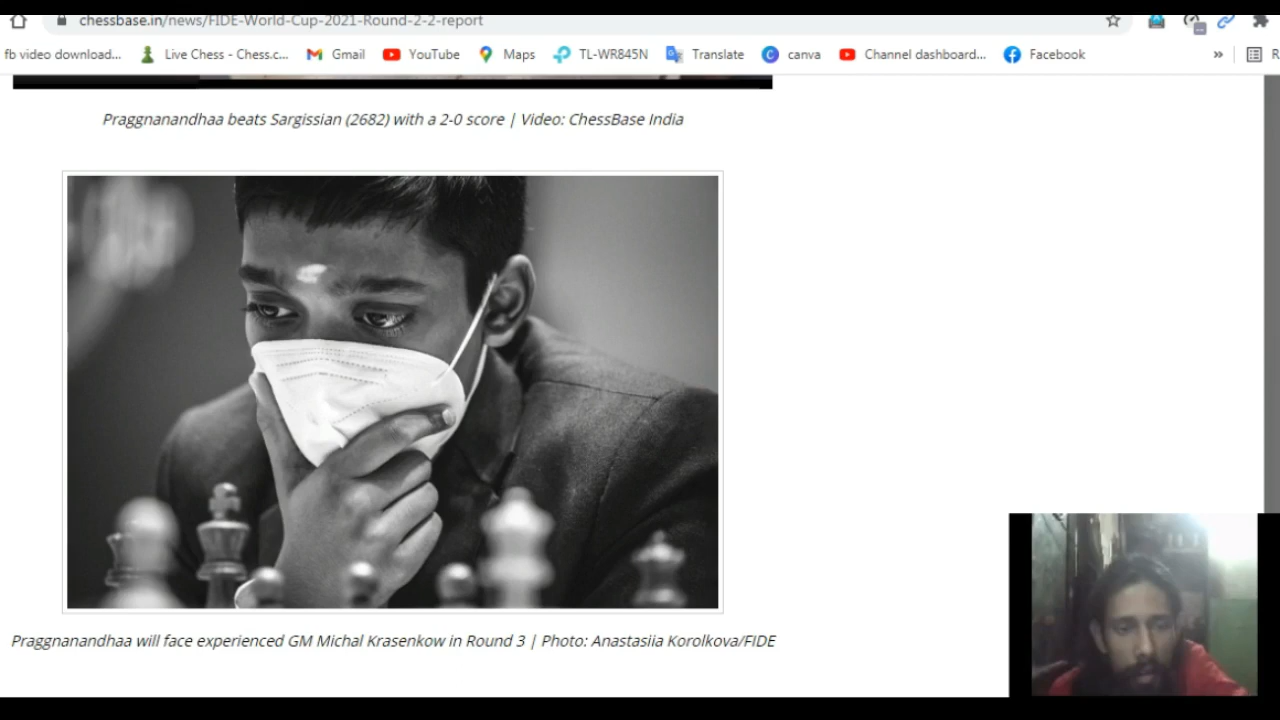 chessbase.in/news/FIDE-World-Cup-2021-Round-2-2-report
fb video download... Live Chess - Chess.c... Gmail YouTube Maps TL-WR845N Translate canva Channel dashboard... Facebook » R
Praggnanandhaa beats Sargissian (2682) with a 2-0 score | Video: ChessBase India
Praggnanandhaa will face experienced GM Michal Krasenkow in Round 3 | Photo: Anastasiia Korolkova/FIDE